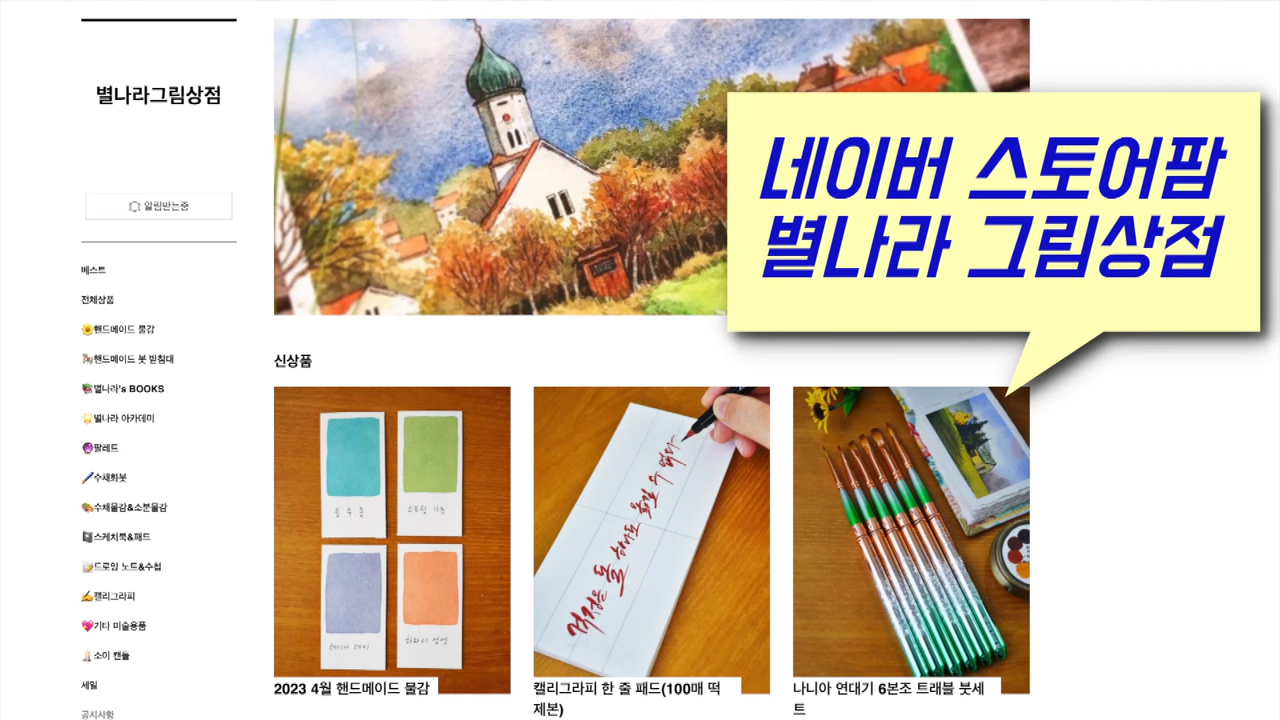 별나라그림상점
알림받는중
베스트
전체상품
핸드메이드 물감
핸드메이드 붓 받침대
별나라's BOOKS
별나라 아카데미
팔레트
수채화붓
수채물감&소분물감
스케치북&패드
드로잉 노트&수첩
캘리그라피
기타 미술용품
소이 캔들
세일
공지사항
네이버 스토어팜
별나라 그림상점
신상품
2023 4월 핸드메이드 물감
캘리그라피 한 줄 패드(100매 떡
제본)
나니아 연대기 6본조 트래블 붓세
트